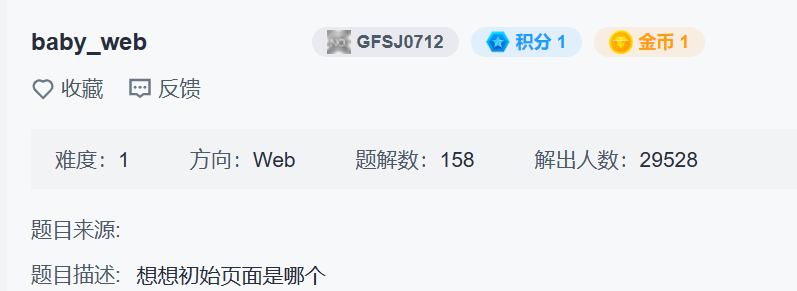 baby_web GFSJ0712 积分 1 金币 1
收藏 反馈
难度：1 方向：Web 题解数：158 解出人数：29528
题目来源:
题目描述: 想想初始页面是哪个